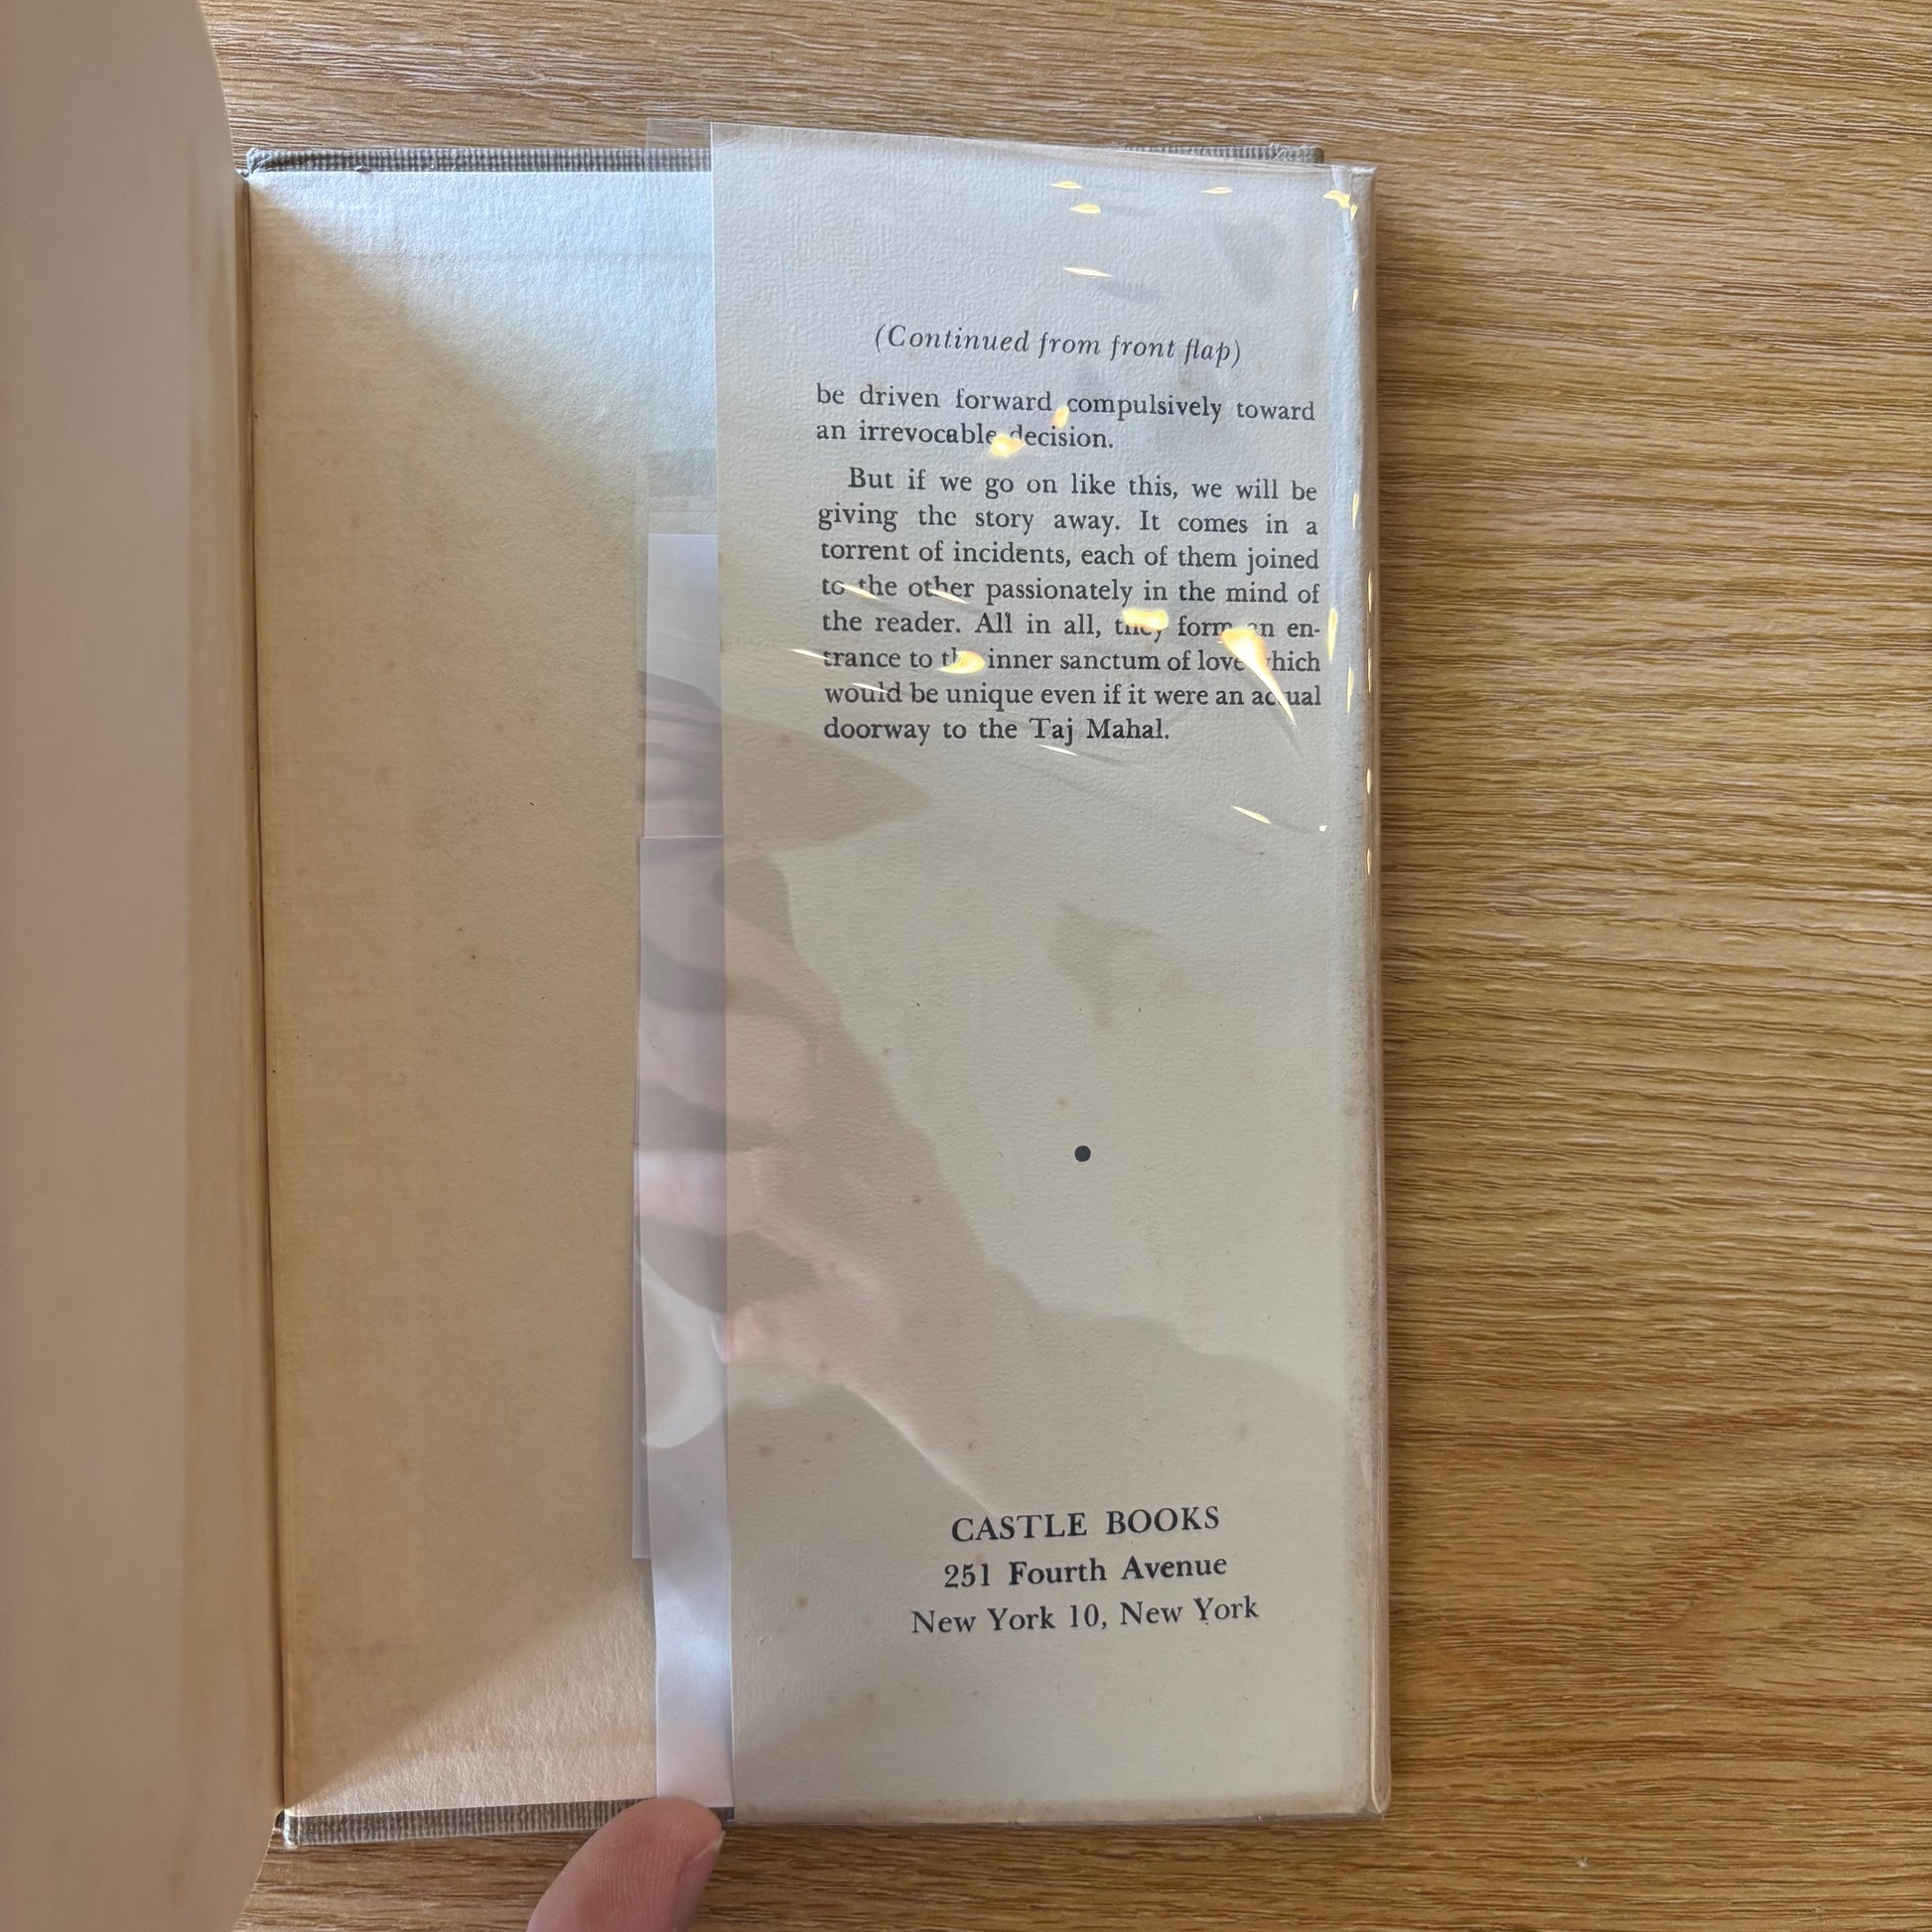 (Continued from front flap)
be driven forward compulsively toward
an irrevocable decision.
But if we go on like this, we will be
giving the story away. It comes in a
torrent of incidents, each of them joined
to the other passionately in the mind of
the reader. All in all, they form an en-
trance to the inner sanctum of love which
would be unique even if it were an actual
doorway to the Taj Mahal.
CASTLE BOOKS
251 Fourth Avenue
New York 10, New York